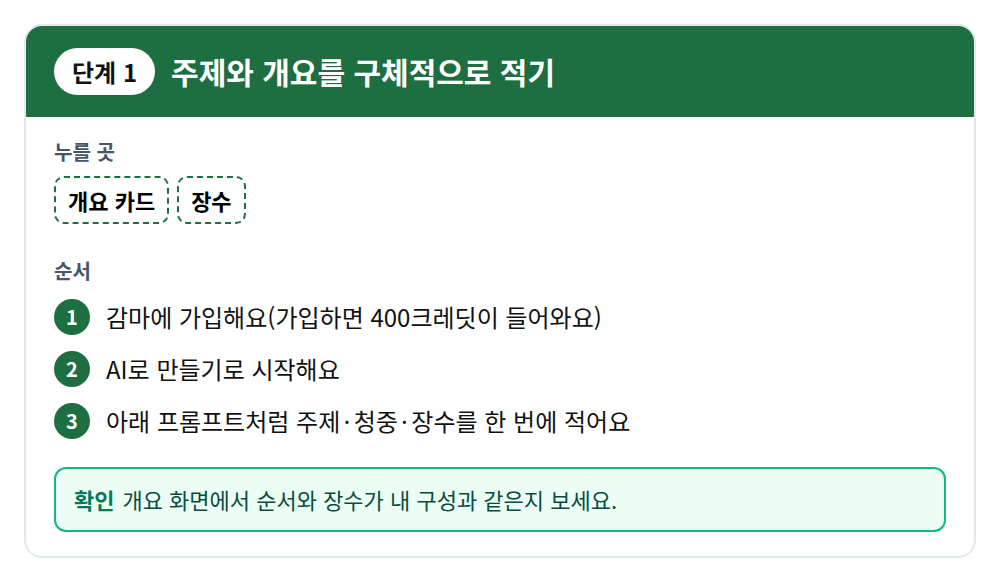 단계 1 주제와 개요를 구체적으로 적기
누를 곳
개요 카드 장수
순서
1 감마에 가입해요(가입하면 400크레딧이 들어와요)
2 AI로 만들기로 시작해요
3 아래 프롬프트처럼 주제·청중·장수를 한 번에 적어요
확인 개요 화면에서 순서와 장수가 내 구성과 같은지 보세요.